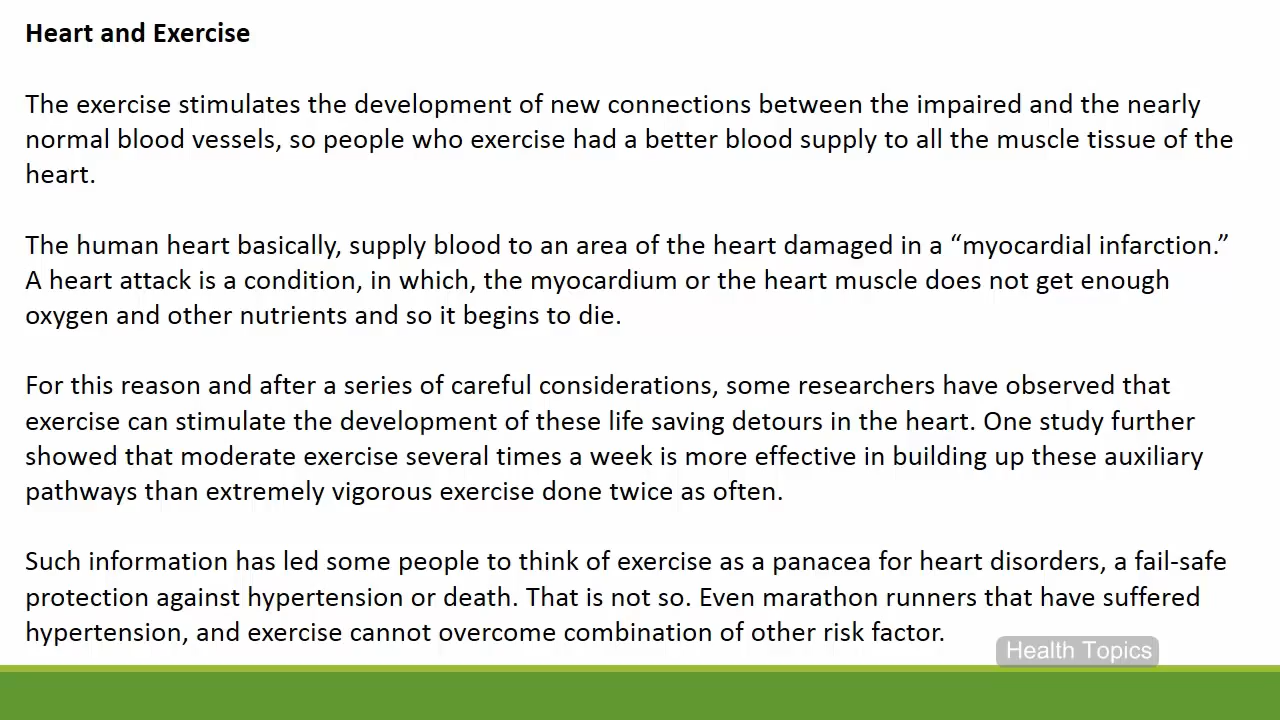 Heart and Exercise
The exercise stimulates the development of new connections between the impaired and the nearly
normal blood vessels, so people who exercise had a better blood supply to all the muscle tissue of the
heart.
The human heart basically, supply blood to an area of the heart damaged in a “myocardial infarction.”
A heart attack is a condition, in which, the myocardium or the heart muscle does not get enough
oxygen and other nutrients and so it begins to die.
For this reason and after a series of careful considerations, some researchers have observed that
exercise can stimulate the development of these life saving detours in the heart. One study further
showed that moderate exercise several times a week is more effective in building up these auxiliary
pathways than extremely vigorous exercise done twice as often.
Such information has led some people to think of exercise as a panacea for heart disorders, a fail-safe
protection against hypertension or death. That is not so. Even marathon runners that have suffered
hypertension, and exercise cannot overcome combination of other risk factor.
Health Topics